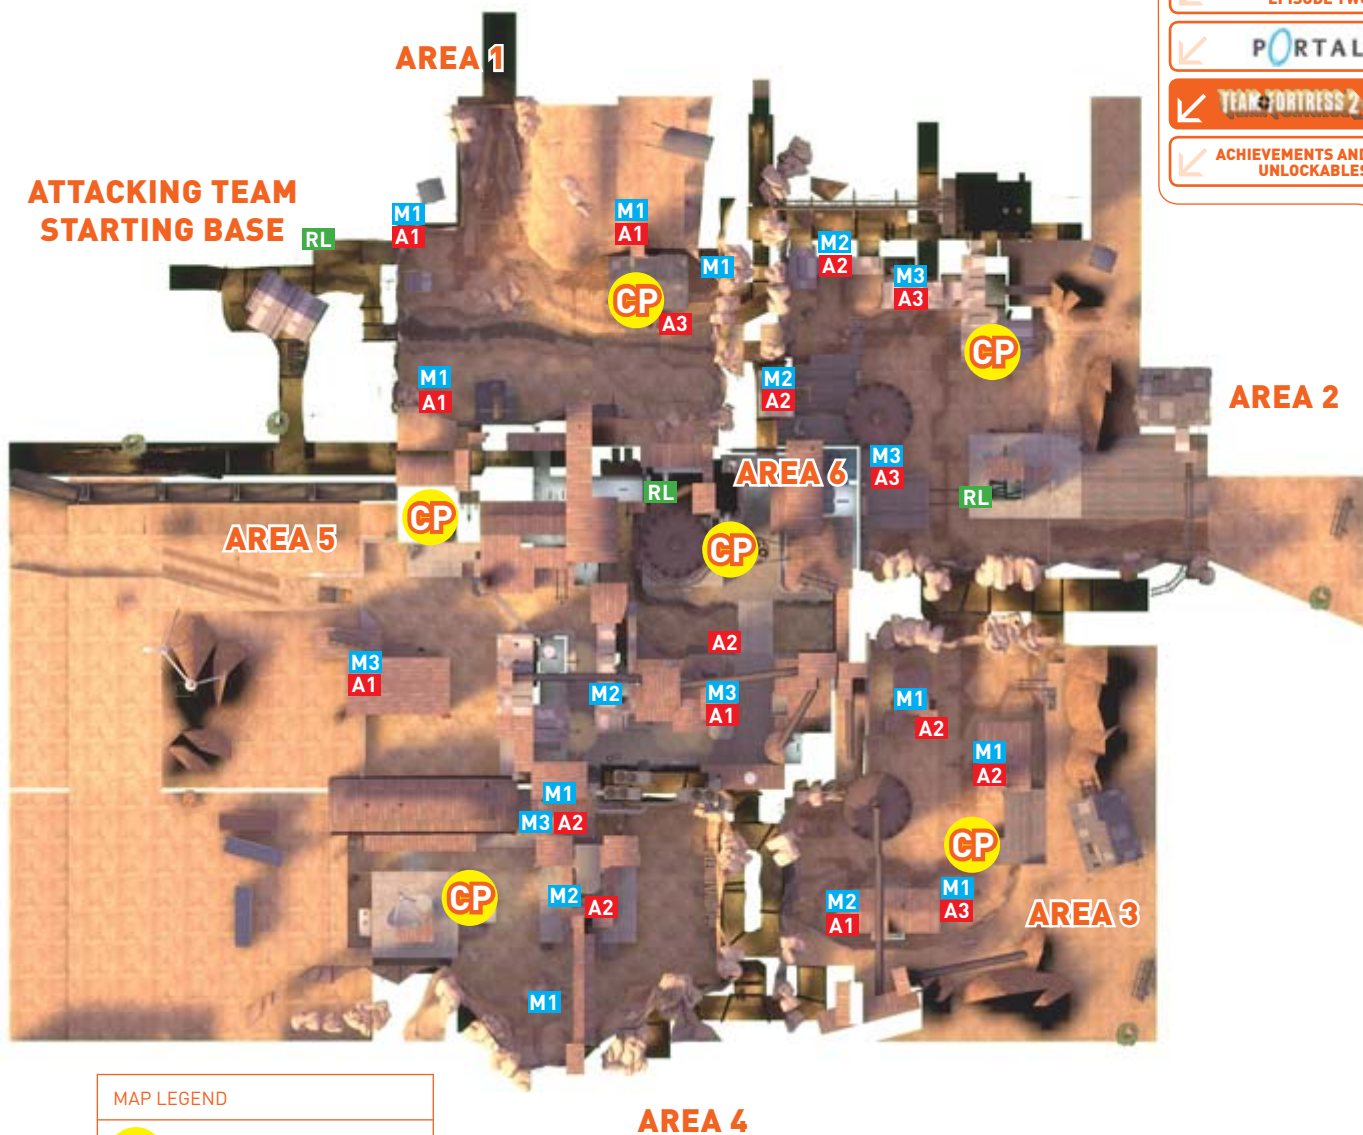 EPISODE TWO
PORTAL
TEAM FORTRESS 2
ACHIEVEMENTS AND
UNLOCKABLES
AREA 1
ATTACKING TEAM
STARTING BASE
RL
M1
A1
M1
A1
M1
CP
A3
M1
A1
M2
A2
M3
A3
CP
M2
A2
AREA 2
M3
A3
RL
AREA 6
RL
CP
AREA 5
CP
A2
M3
A1
M2
M3
A1
M1
A2
M1
A2
M1
M3 A2
CP
M2
A2
CP
M2
A1
M1
A3
AREA 3
M1
MAP LEGEND
AREA 4